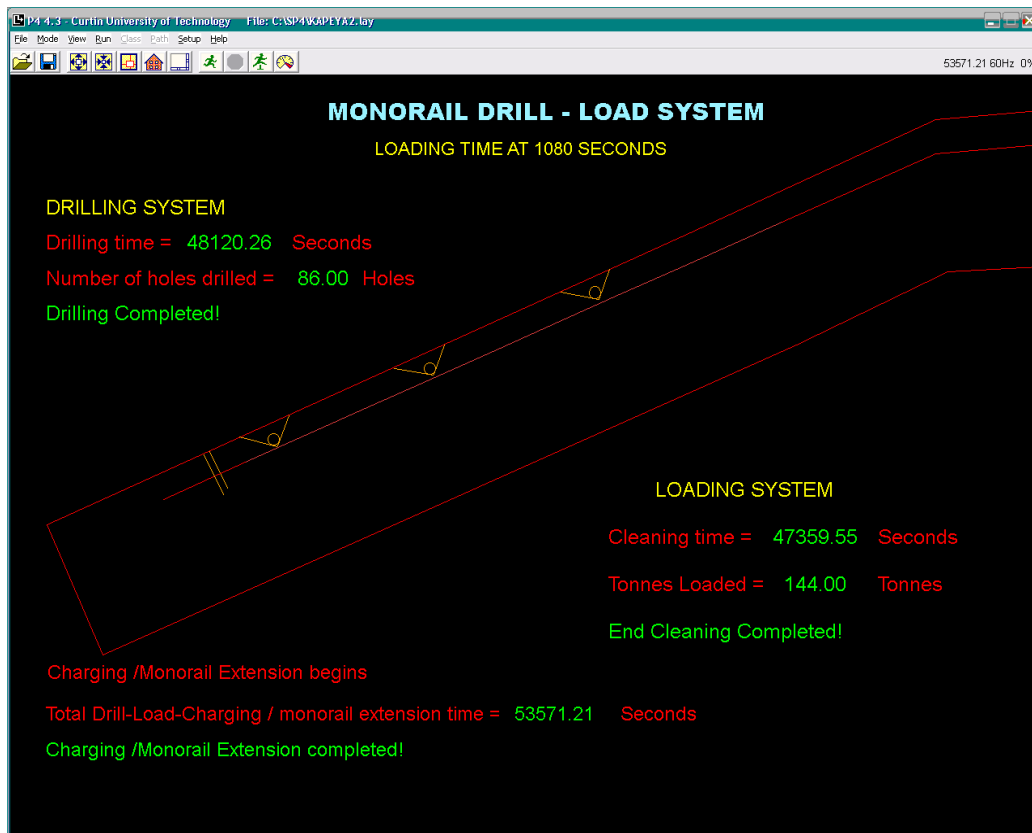 P4 4.3 - Curtin University of Technology File: C:\SP4\KAPEYA2.lay
File Mode View Run Class Path Setup Help
53571.21 60Hz 0%
MONORAIL DRILL - LOAD SYSTEM
LOADING TIME AT 1080 SECONDS
DRILLING SYSTEM
Drilling time = 48120.26 Seconds
Number of holes drilled = 86.00 Holes
Drilling Completed!
LOADING SYSTEM
Cleaning time = 47359.55 Seconds
Tonnes Loaded = 144.00 Tonnes
End Cleaning Completed!
Charging /Monorail Extension begins
Total Drill-Load-Charging / monorail extension time = 53571.21 Seconds
Charging /Monorail Extension completed!